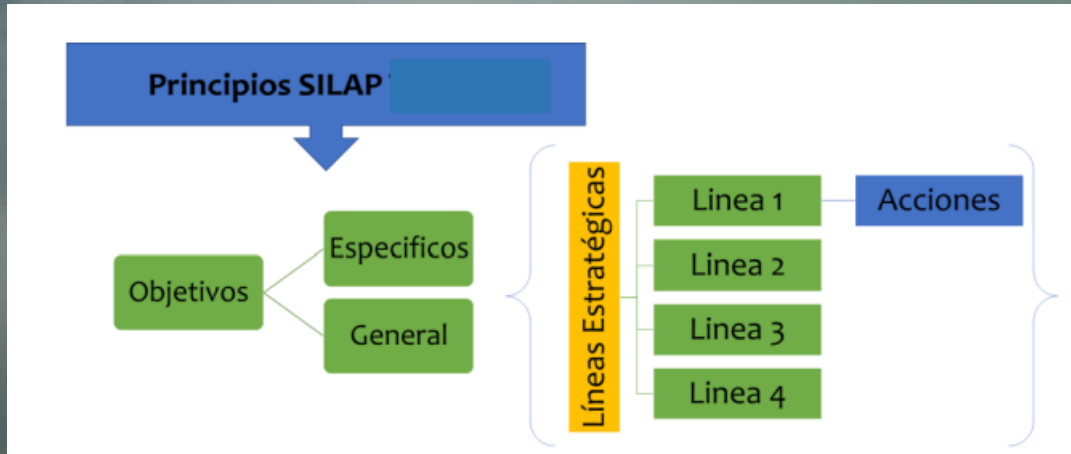 Principios SILAP
Objetivos
Especificos
General
Líneas Estratégicas
Linea 1
Acciones
Linea 2
Linea 3
Linea 4